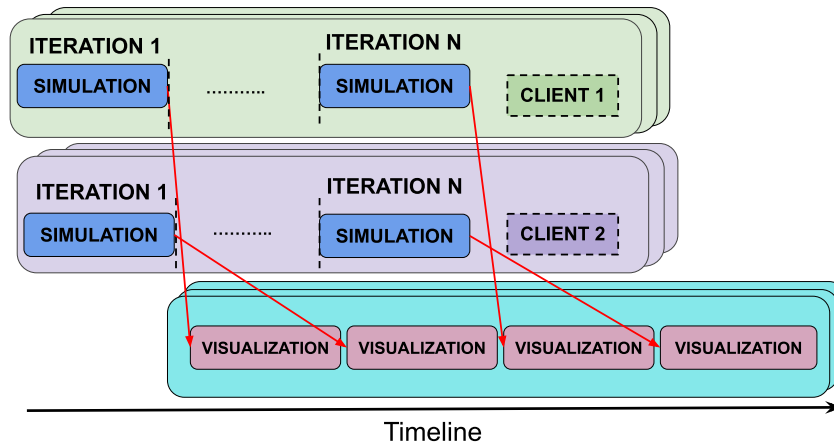 ITERATION 1
ITERATION N
SIMULATION
...........
SIMULATION
CLIENT 1
ITERATION 1
ITERATION N
SIMULATION
...........
SIMULATION
CLIENT 2
VISUALIZATION
VISUALIZATION
VISUALIZATION
VISUALIZATION
Timeline